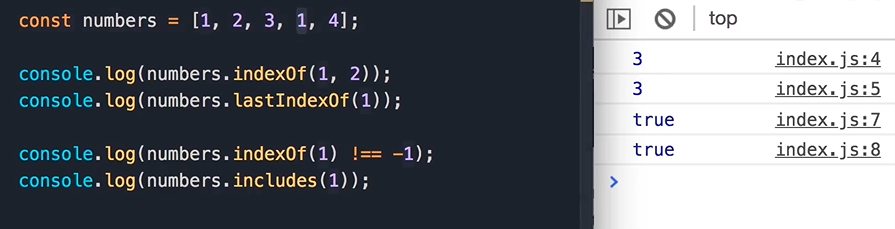 const numbers = [1, 2, 3, 1, 4];
console.log(numbers.indexOf(1, 2));
console.log(numbers.lastIndexOf(1));
console.log(numbers.indexOf(1) !== -1);
console.log(numbers.includes(1));
top
3 index.js:4
3 index.js:5
true index.js:7
true index.js:8
>